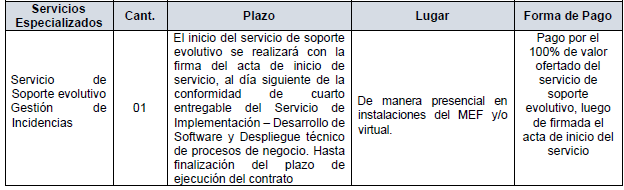 Servicios
Especializados
Cant.
Plazo
Lugar
Forma de Pago
Servicio de
Soporte evolutivo
Gestión de
Incidencias
01
El inicio del servicio de soporte
evolutivo se realizará con la
firma del acta de inicio de
servicio, al día siguiente de la
conformidad de cuarto
entregable del Servicio de
Implementación – Desarrollo de
Software y Despliegue técnico
de procesos de negocio. Hasta
finalización del plazo de
ejecución del contrato
De manera presencial en
instalaciones del MEF y/o
virtual.
Pago por el
100% de valor
ofertado del
servicio de
soporte
evolutivo, luego
de firmada el
acta de inicio del
servicio